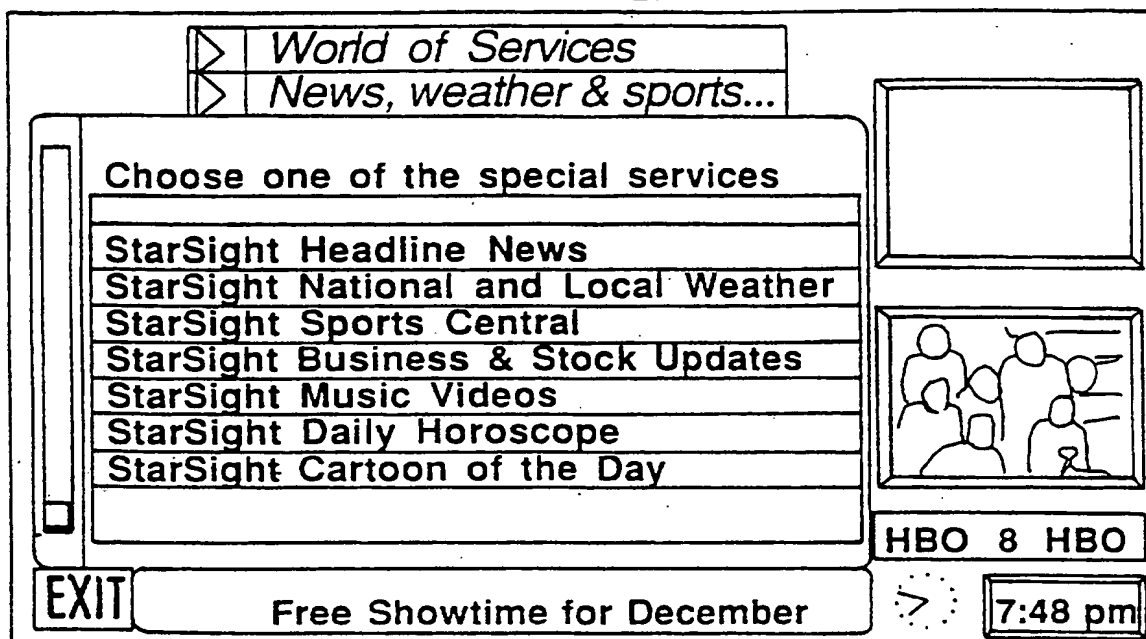 World of Services
News, weather & sports...
Choose one of the special services
StarSight Headline News
StarSight National and Local Weather
StarSight Sports Central
StarSight Business & Stock Updates
StarSight Music Videos
StarSight Daily Horoscope
StarSight Cartoon of the Day
HBO 8 HBO
EXIT
Free Showtime for December
7:48 pm